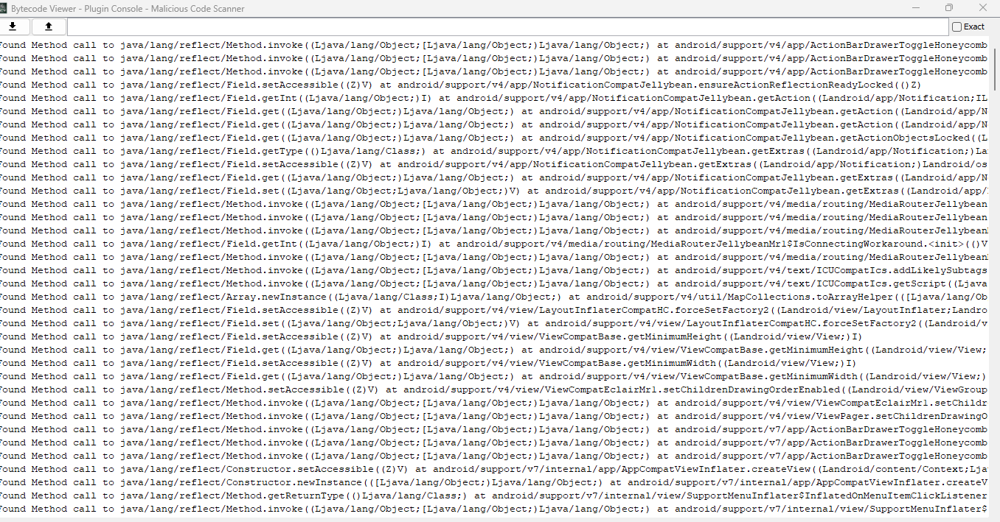 Bytecode Viewer - Plugin Console - Malicious Code Scanner
Exact
Found Method call to java/lang/reflect/Method.invoke((Ljava/lang/Object;[Ljava/lang/Object;)Ljava/lang/Object;) at android/support/v4/app/ActionBarDrawerToggleHoneycomb
Found Method call to java/lang/reflect/Method.invoke((Ljava/lang/Object;[Ljava/lang/Object;)Ljava/lang/Object;) at android/support/v4/app/ActionBarDrawerToggleHoneycomb
Found Method call to java/lang/reflect/Method.invoke((Ljava/lang/Object;[Ljava/lang/Object;)Ljava/lang/Object;) at android/support/v4/app/ActionBarDrawerToggleHoneycomb
Found Method call to java/lang/reflect/Field.setAccessible((Z)V) at android/support/v4/app/NotificationCompatJellybean.ensureActionReflectionReadyLocked(()Z)
Found Method call to java/lang/reflect/Field.getInt((Ljava/lang/Object;)I) at android/support/v4/app/NotificationCompatJellybean.getAction((Landroid/app/Notification;IL
Found Method call to java/lang/reflect/Field.get((Ljava/lang/Object;)Ljava/lang/Object;) at android/support/v4/app/NotificationCompatJellybean.getAction((Landroid/app/N
Found Method call to java/lang/reflect/Field.get((Ljava/lang/Object;)Ljava/lang/Object;) at android/support/v4/app/NotificationCompatJellybean.getAction((Landroid/app/N
Found Method call to java/lang/reflect/Field.get((Ljava/lang/Object;)Ljava/lang/Object;) at android/support/v4/app/NotificationCompatJellybean.getActionObjectsLocked((L
Found Method call to java/lang/reflect/Field.getType(()Ljava/lang/Class;) at android/support/v4/app/NotificationCompatJellybean.getExtras((Landroid/app/Notification;)La
Found Method call to java/lang/reflect/Field.setAccessible((Z)V) at android/support/v4/app/NotificationCompatJellybean.getExtras((Landroid/app/Notification;)Landroid/os
Found Method call to java/lang/reflect/Field.get((Ljava/lang/Object;)Ljava/lang/Object;) at android/support/v4/app/NotificationCompatJellybean.getExtras((Landroid/app/N
Found Method call to java/lang/reflect/Field.set((Ljava/lang/Object;Ljava/lang/Object;)V) at android/support/v4/app/NotificationCompatJellybean.getExtras((Landroid/app/
Found Method call to java/lang/reflect/Method.invoke((Ljava/lang/Object;[Ljava/lang/Object;)Ljava/lang/Object;) at android/support/v4/media/routing/MediaRouterJellybean
Found Method call to java/lang/reflect/Method.invoke((Ljava/lang/Object;[Ljava/lang/Object;)Ljava/lang/Object;) at android/support/v4/media/routing/MediaRouterJellybean
Found Method call to java/lang/reflect/Method.invoke((Ljava/lang/Object;[Ljava/lang/Object;)Ljava/lang/Object;) at android/support/v4/media/routing/MediaRouterJellybean
Found Method call to java/lang/reflect/Field.getInt((Ljava/lang/Object;)I) at android/support/v4/media/routing/MediaRouterJellybeanMr1$IsConnectingWorkaround.<init>(()V
Found Method call to java/lang/reflect/Method.invoke((Ljava/lang/Object;[Ljava/lang/Object;)Ljava/lang/Object;) at android/support/v4/media/routing/MediaRouterJellybean
Found Method call to java/lang/reflect/Method.invoke((Ljava/lang/Object;[Ljava/lang/Object;)Ljava/lang/Object;) at android/support/v4/text/ICUCompatIcs.addLikelySubtags
Found Method call to java/lang/reflect/Method.invoke((Ljava/lang/Object;[Ljava/lang/Object;)Ljava/lang/Object;) at android/support/v4/text/ICUCompatIcs.getScript((Ljava
Found Method call to java/lang/reflect/Array.newInstance((Ljava/lang/Class;I)Ljava/lang/Object;) at android/support/v4/util/MapCollections.toArrayHelper(([Ljava/lang/Ob
Found Method call to java/lang/reflect/Field.setAccessible((Z)V) at android/support/v4/view/LayoutInflaterCompatHC.forceSetFactory2((Landroid/view/LayoutInflater;Landro
Found Method call to java/lang/reflect/Field.set((Ljava/lang/Object;Ljava/lang/Object;)V) at android/support/v4/view/LayoutInflaterCompatHC.forceSetFactory2((Landroid/v
Found Method call to java/lang/reflect/Field.setAccessible((Z)V) at android/support/v4/view/ViewCompatBase.getMinimumHeight((Landroid/view/View;)I)
Found Method call to java/lang/reflect/Field.get((Ljava/lang/Object;)Ljava/lang/Object;) at android/support/v4/view/ViewCompatBase.getMinimumHeight((Landroid/view/View;
Found Method call to java/lang/reflect/Field.setAccessible((Z)V) at android/support/v4/view/ViewCompatBase.getMinimumWidth((Landroid/view/View;)I)
Found Method call to java/lang/reflect/Field.get((Ljava/lang/Object;)Ljava/lang/Object;) at android/support/v4/view/ViewCompatBase.getMinimumWidth((Landroid/view/View;)
Found Method call to java/lang/reflect/Method.setAccessible((Z)V) at android/support/v4/view/ViewCompatEclairMr1.setChildrenDrawingOrderEnabled((Landroid/view/ViewGroup
Found Method call to java/lang/reflect/Method.invoke((Ljava/lang/Object;[Ljava/lang/Object;)Ljava/lang/Object;) at android/support/v4/view/ViewCompatEclairMr1.setChildr
Found Method call to java/lang/reflect/Method.invoke((Ljava/lang/Object;[Ljava/lang/Object;)Ljava/lang/Object;) at android/support/v4/view/ViewPager.setChildrenDrawingO
Found Method call to java/lang/reflect/Method.invoke((Ljava/lang/Object;[Ljava/lang/Object;)Ljava/lang/Object;) at android/support/v7/app/ActionBarDrawerToggleHoneycomb
Found Method call to java/lang/reflect/Method.invoke((Ljava/lang/Object;[Ljava/lang/Object;)Ljava/lang/Object;) at android/support/v7/app/ActionBarDrawerToggleHoneycomb
Found Method call to java/lang/reflect/Method.invoke((Ljava/lang/Object;[Ljava/lang/Object;)Ljava/lang/Object;) at android/support/v7/app/ActionBarDrawerToggleHoneycomb
Found Method call to java/lang/reflect/Constructor.setAccessible((Z)V) at android/support/v7/internal/app/AppCompatViewInflater.createView((Landroid/content/Context;Lja
Found Method call to java/lang/reflect/Constructor.newInstance(([Ljava/lang/Object;)Ljava/lang/Object;) at android/support/v7/internal/app/AppCompatViewInflater.createV
Found Method call to java/lang/reflect/Method.getReturnType(()Ljava/lang/Class;) at android/support/v7/internal/view/SupportMenuInflater$InflatedOnMenuItemClickListener
Found Method call to java/lang/reflect/Method.invoke((Ljava/lang/Object;[Ljava/lang/Object;)Ljava/lang/Object;) at android/support/v7/internal/view/SupportMenuInflater$